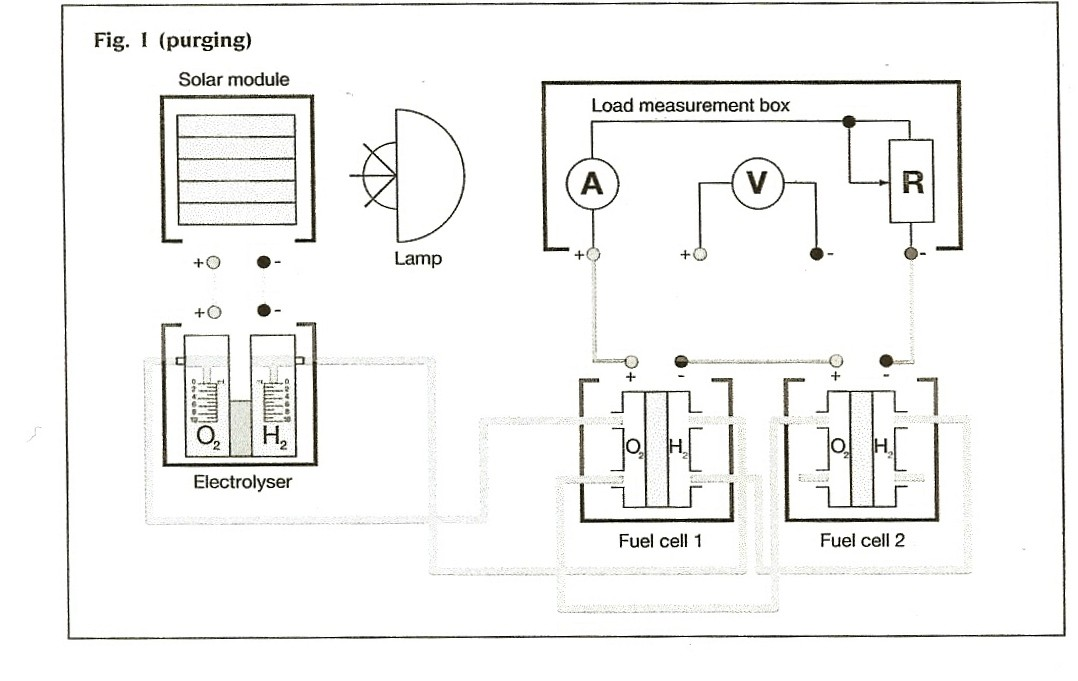 Fig. 1 (purging)
Solar module
Load measurement box
A
V
R
Lamp
+ -
+ - + -
+ -
+ - + -
O2 H2
O2 H2
O2 H2
Electrolyser
Fuel cell 1
Fuel cell 2